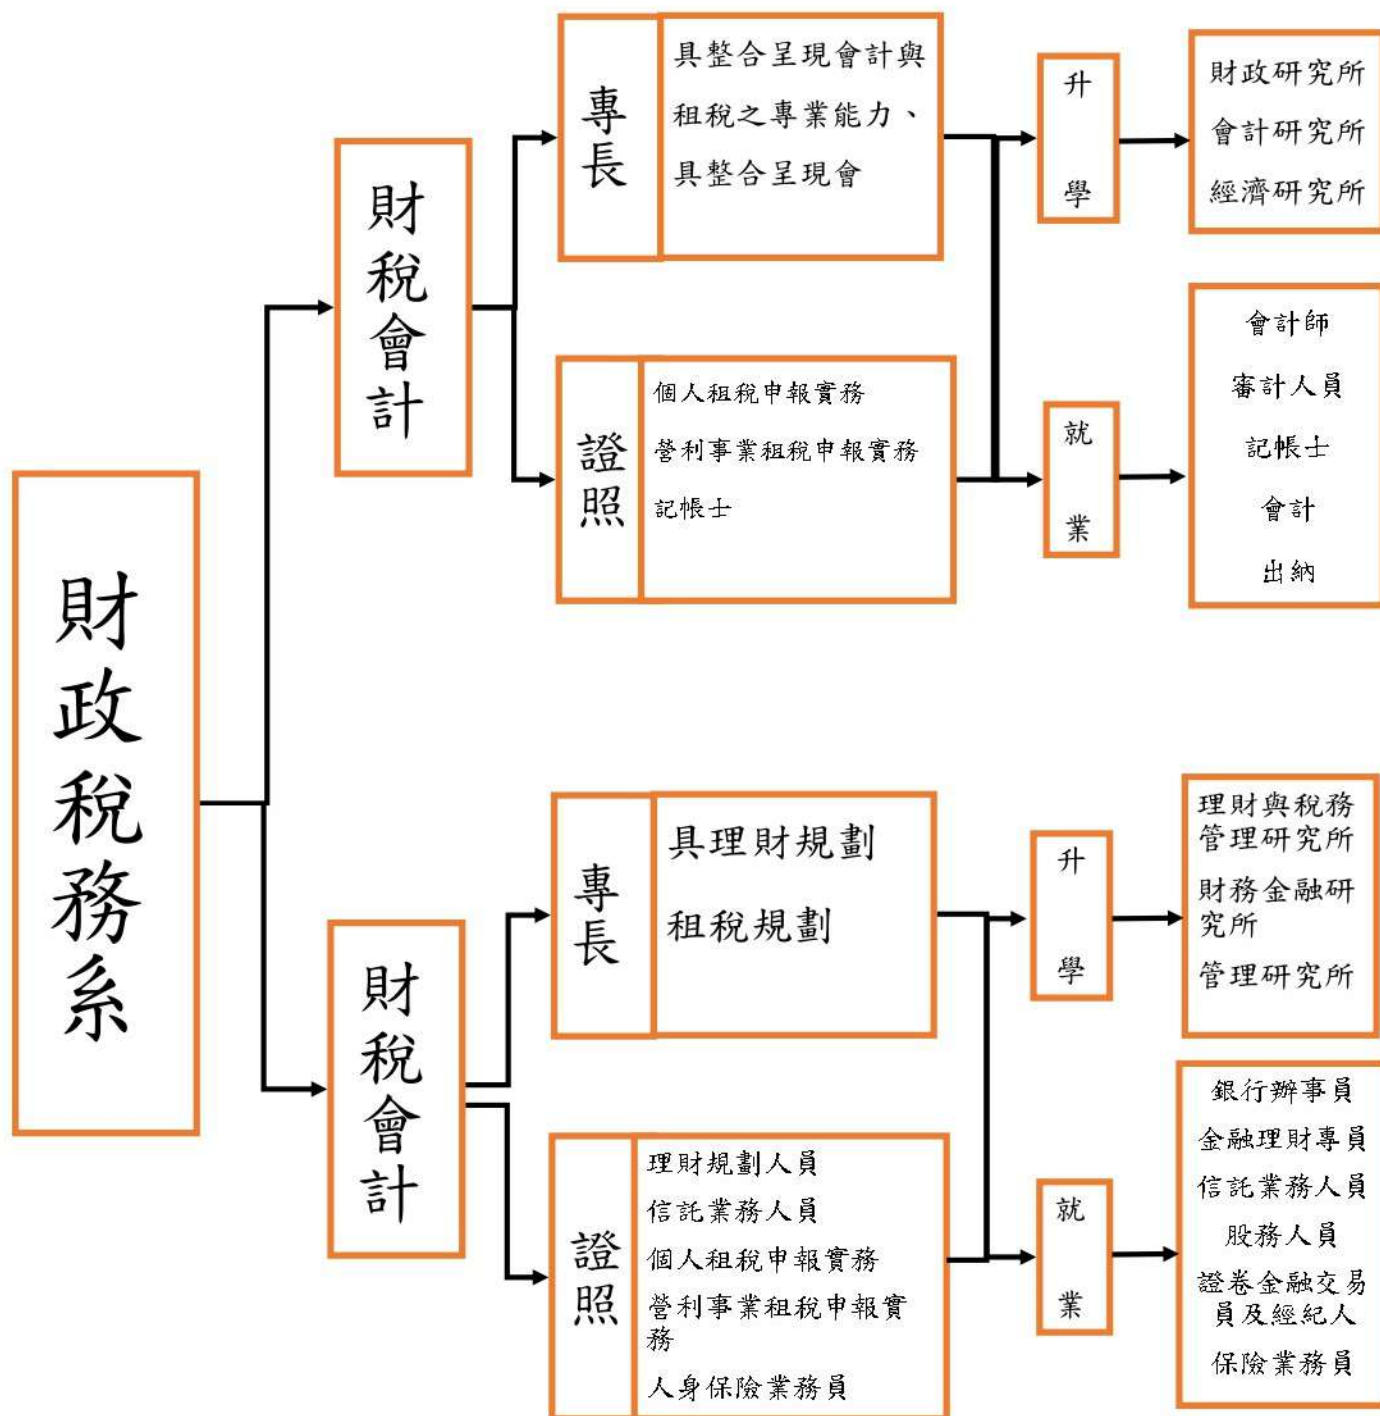 財政稅務系
財稅會計
專長
具整合呈現會計與
租稅之專業能力、
具整合呈現會
證照
個人租稅申報實務
營利事業租稅申報實務
記帳士
升學
財政研究所
會計研究所
經濟研究所
就業
會計師
審計人員
記帳士
會計
出納
財稅會計
專長
具理財規劃
租稅規劃
證照
理財規劃人員
信託業務人員
個人租稅申報實務
營利事業租稅申報實
務
人身保險業務員
升學
理財與稅務
管理研究所
財務金融研
究所
管理研究所
就業
銀行辦事員
金融理財專員
信託業務人員
股務人員
證卷金融交易
員及經紀人
保險業務員